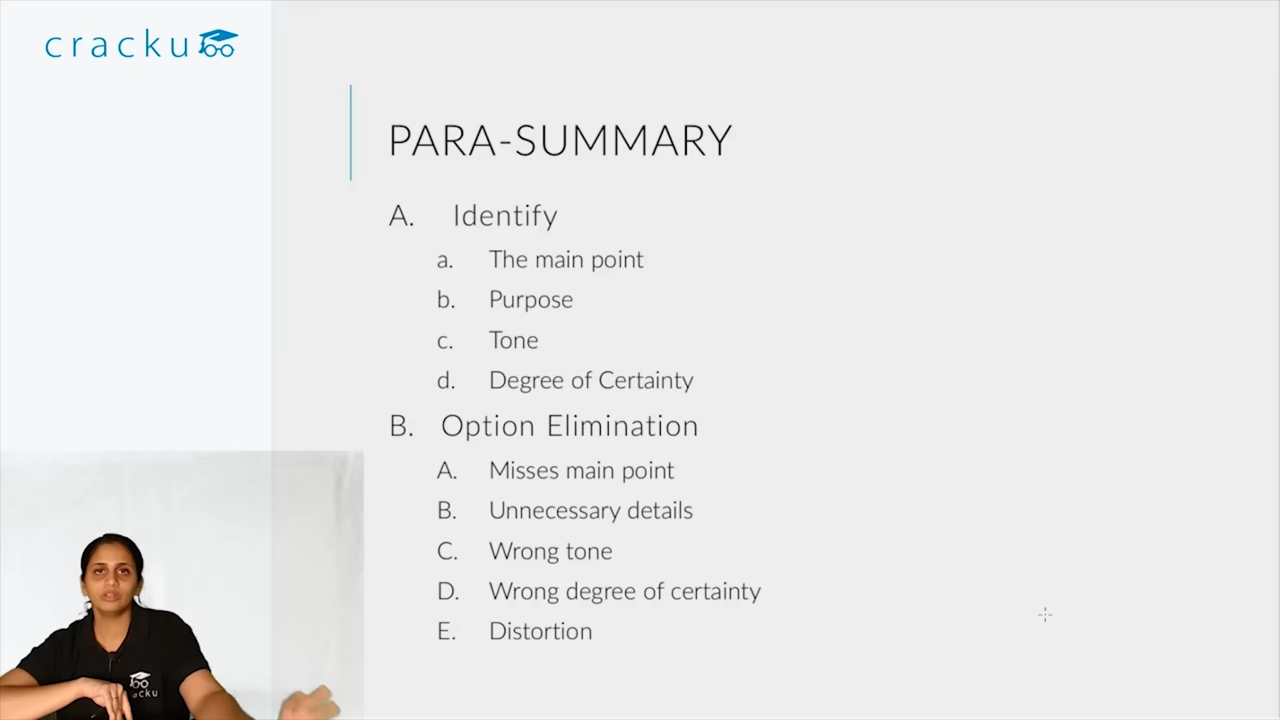 cracku
PARA-SUMMARY
A. Identify
a. The main point
b. Purpose
c. Tone
d. Degree of Certainty
B. Option Elimination
A. Misses main point
B. Unnecessary details
C. Wrong tone
D. Wrong degree of certainty
E. Distortion